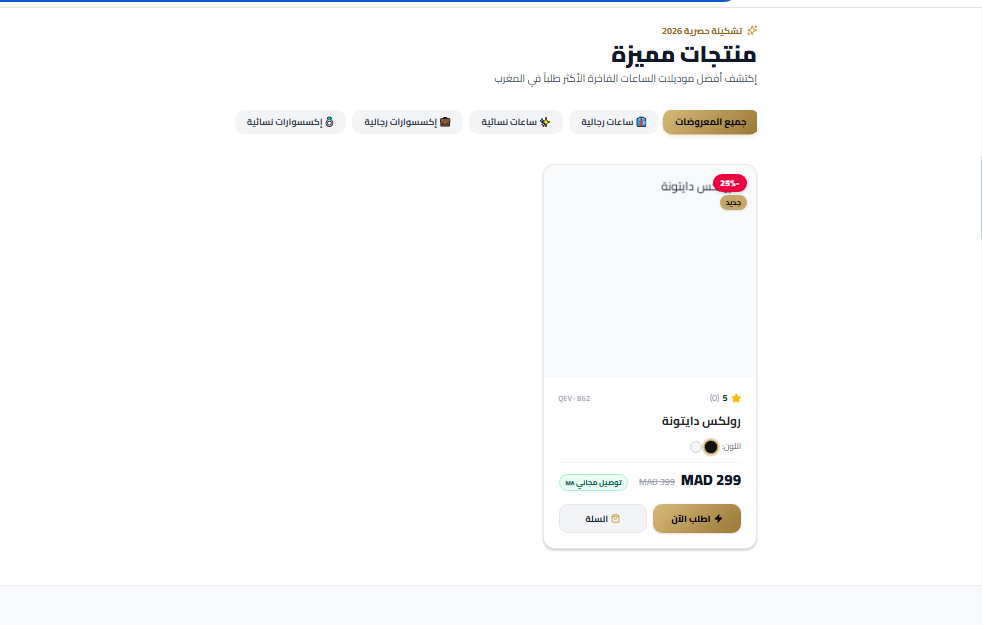 تشكيلة حصرية 2026
منتجات مميزة
إكتشف أفضل موديلات الساعات الفاخرة الأكثر طلباً في المغرب
جميع المعروضات
ساعات رجالية
ساعات نسائية
إكسسوارات رجالية
إكسسوارات نسائية
-25%
جديد
رولكس دايتونة
5 (0)
QEV-862
رولكس دايتونة
اللون:
299 MAD
399 MAD
توصيل مجاني MA
اطلب الآن
السلة